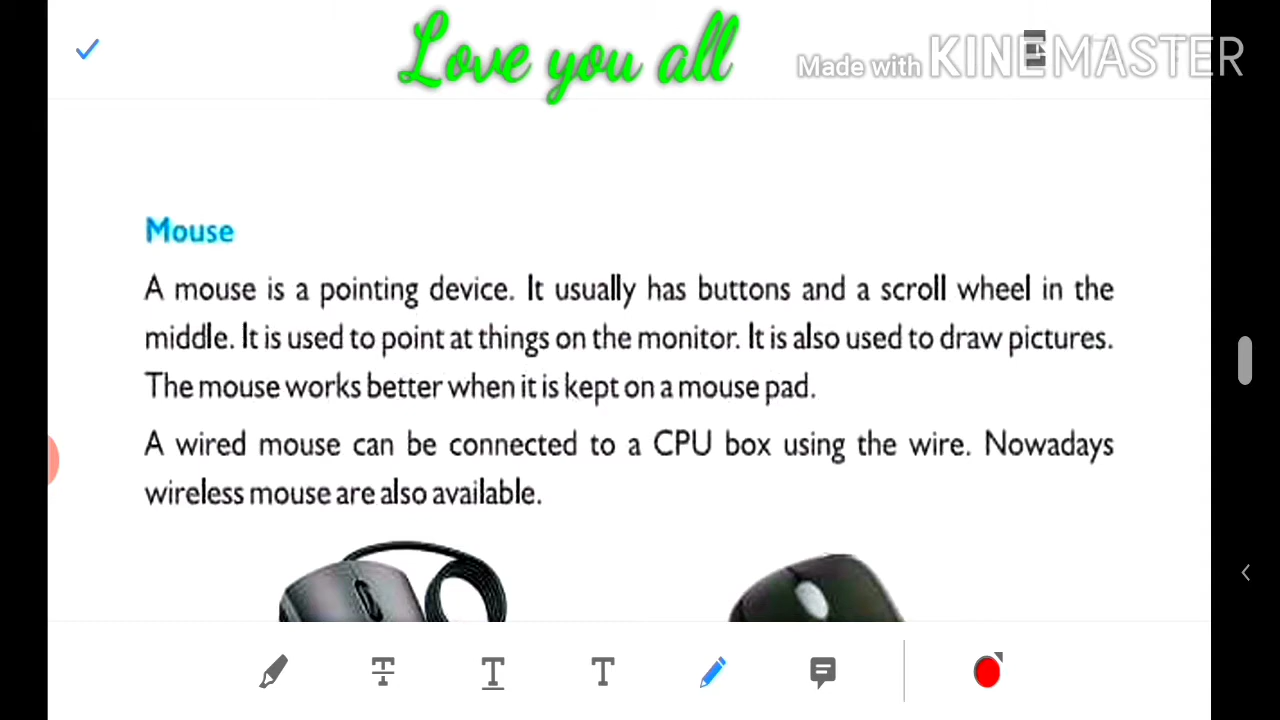 Love you all
Made with KINEMASTER
Mouse
A mouse is a pointing device. It usually has buttons and a scroll wheel in the
middle. It is used to point at things on the monitor. It is also used to draw pictures.
The mouse works better when it is kept on a mouse pad.
A wired mouse can be connected to a CPU box using the wire. Nowadays
wireless mouse are also available.